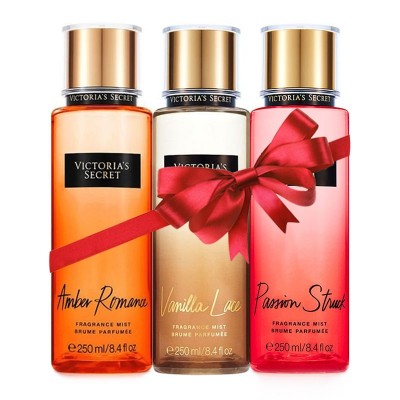 VICTORIA'S SECRET
VICTORIA'S
SECRET
Amber Romance
FRAGRANCE MIST
BRUME PARFUMÉE
℮ 250 ml/8.4 fl oz
VICTORIA'S SECRET
VICTORIA'S
SECRET
Vanilla Lace
FRAGRANCE MIST
BRUME PARFUMÉE
℮ 250 ml/8.4 fl oz
VICTORIA'S SECRET
Passion Struck
FRAGRANCE MIST
BRUME PARFUMÉE
℮ 250 ml/8.4 fl oz